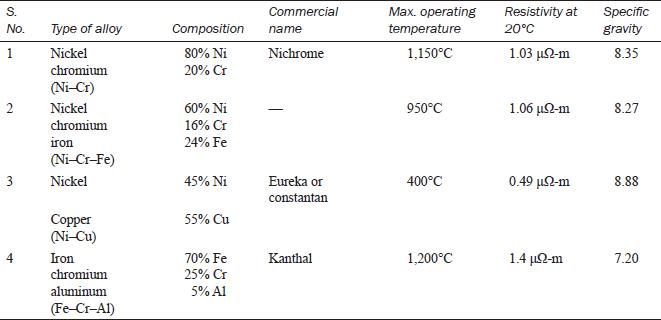 S. Commercial Max. operating Resistivity at Specific
No. Type of alloy Composition name temperature 20°C gravity
1 Nickel 80% Ni Nichrome 1,150°C 1.03 µΩ-m 8.35
chromium 20% Cr
(Ni–Cr)
2 Nickel 60% Ni — 950°C 1.06 µΩ-m 8.27
chromium 16% Cr
iron 24% Fe
(Ni–Cr–Fe)
3 Nickel 45% Ni Eureka or 400°C 0.49 µΩ-m 8.88
constantan
Copper 55% Cu
(Ni–Cu)
4 Iron 70% Fe Kanthal 1,200°C 1.4 µΩ-m 7.20
chromium 25% Cr
aluminum 5% Al
(Fe–Cr–Al)